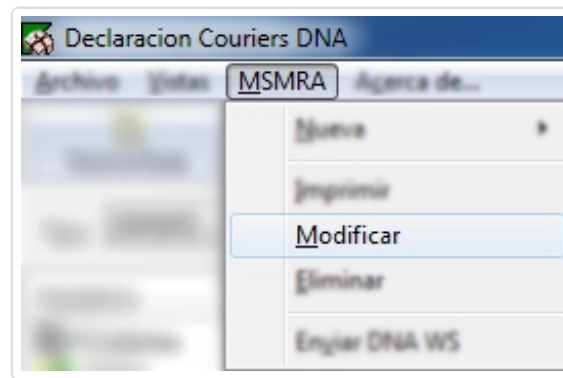 Declaracion Couriers DNA
Archivo Vistas MSMRA Acerca de...
Nueva
Imprimir
Modificar
Eliminar
Enviar DNA WS